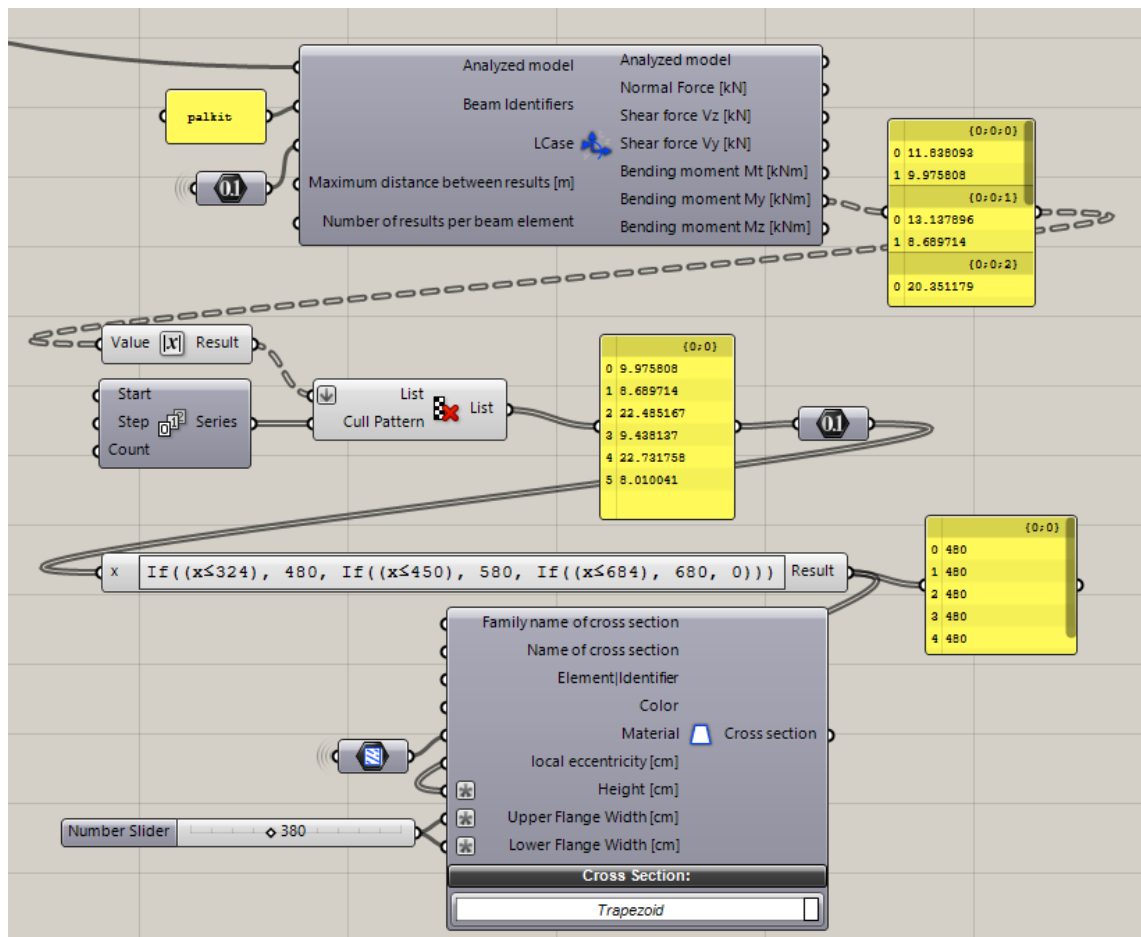 Analyzed model
Beam Identifiers
LCase
Maximum distance between results [m]
Number of results per beam element
Analyzed model
Normal Force [kN]
Shear force Vz [kN]
Shear force Vy [kN]
Bending moment Mt [kNm]
Bending moment My [kNm]
Bending moment Mz [kNm]
palkit
0.1
{0;0;0}
0 11.838093
1 9.975808
{0;0;1}
0 13.137896
1 8.689714
{0;0;2}
0 20.351179
Value |x| Result
Start
Step
Count
0 1 2
Series
List
Cull Pattern
List
{0;0}
0 9.975808
1 8.689714
2 22.485167
3 9.438137
4 22.731758
5 8.010041
0.1
x If((x≤324), 480, If((x≤450), 580, If((x≤684), 680, 0))) Result
{0;0}
0 480
1 480
2 480
3 480
4 480
Family name of cross section
Name of cross section
Element|Identifier
Color
Material
Cross section
local eccentricity [cm]
Height [cm]
Upper Flange Width [cm]
Lower Flange Width [cm]
Number Slider 380
Cross Section:
Trapezoid